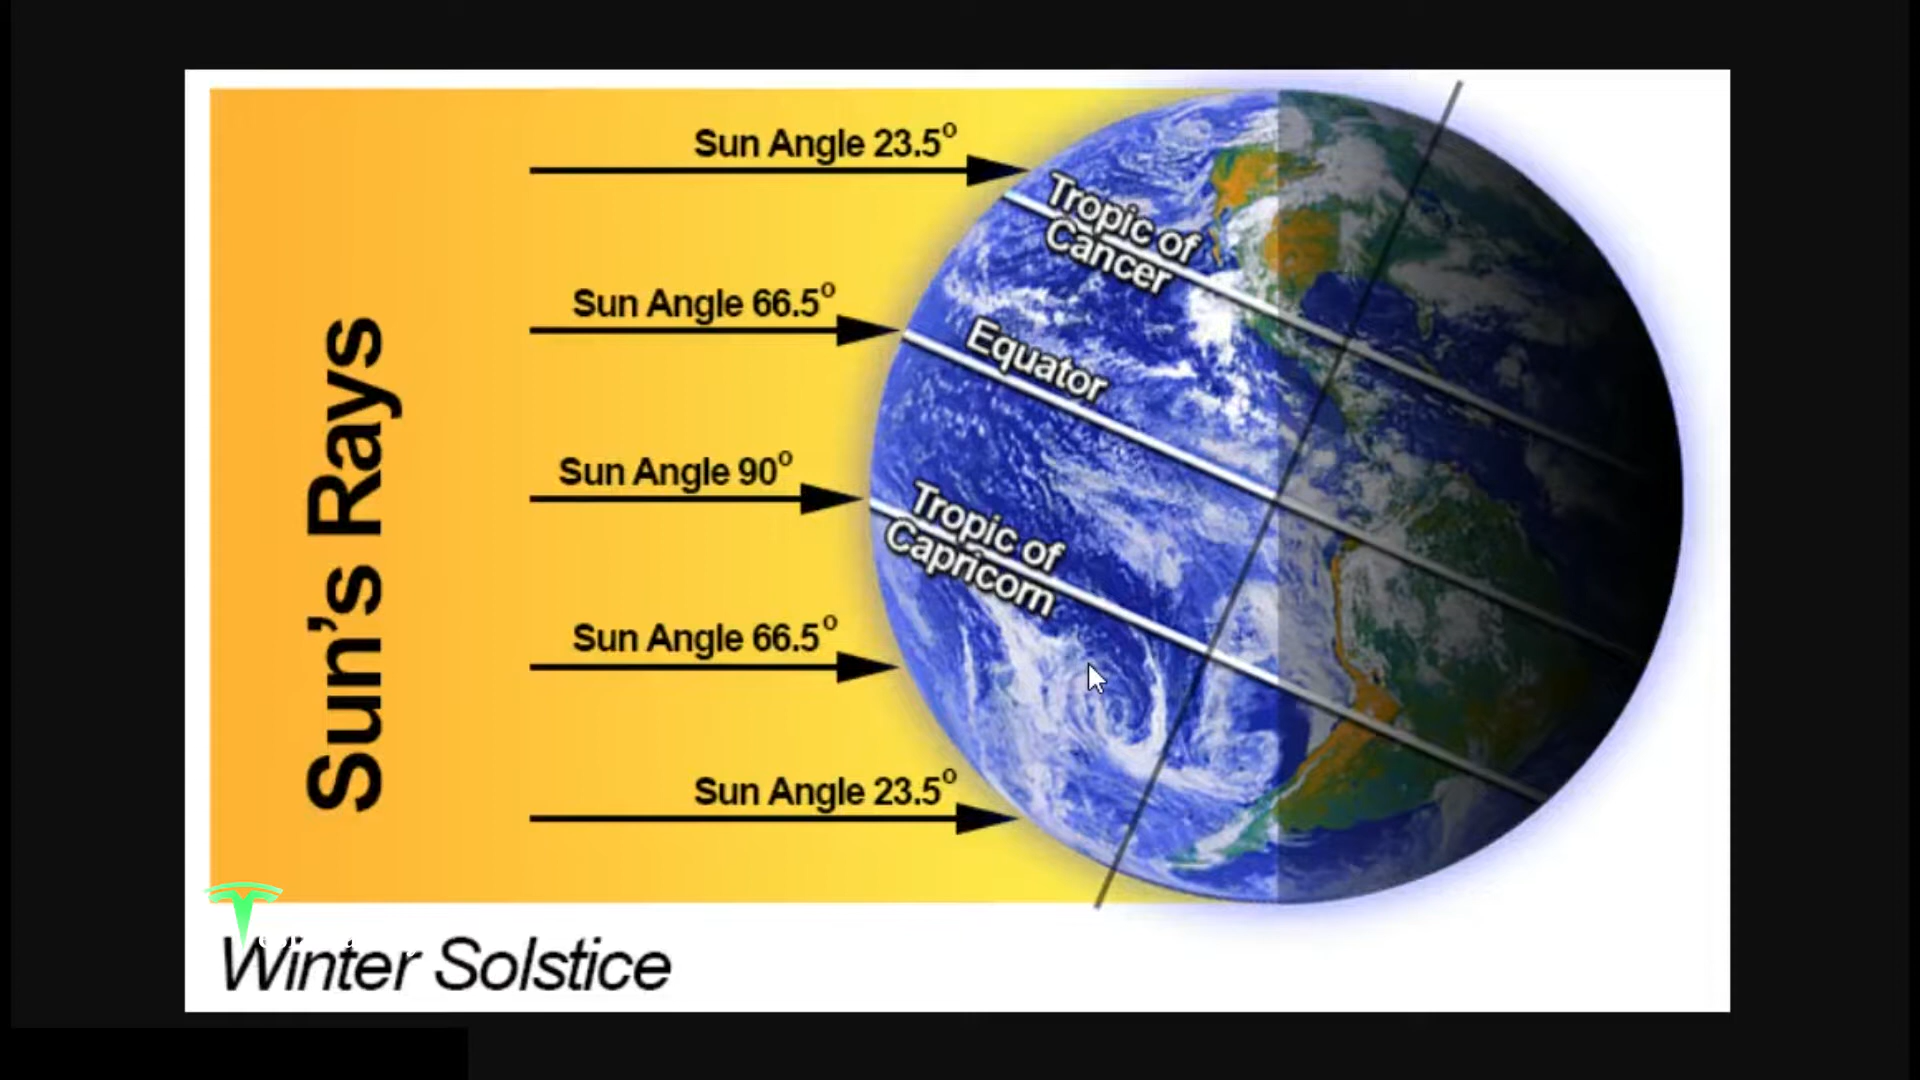 Sun Angle 23.5°
Tropic of
Cancer
Sun Angle 66.5°
Equator
Sun's Rays
Sun Angle 90°
Tropic of
Capricorn
Sun Angle 66.5°
Sun Angle 23.5°
Winter Solstice